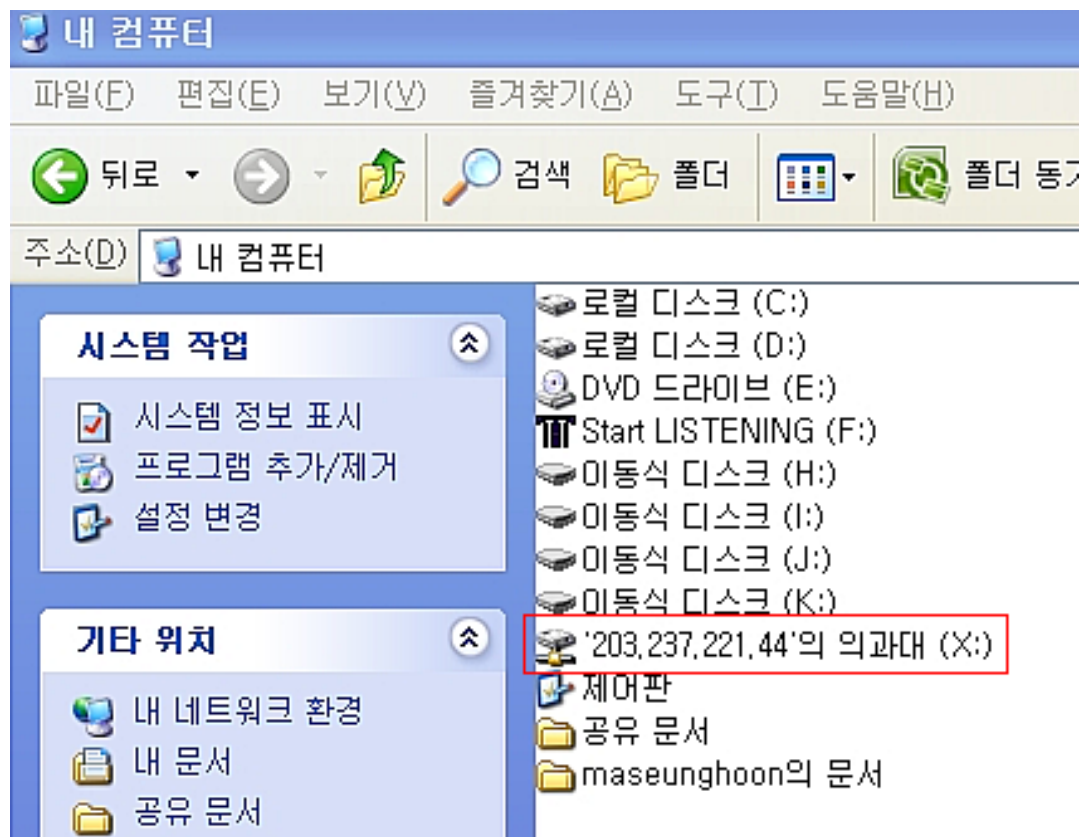 내 컴퓨터
파일(F) 편집(E) 보기(V) 즐겨찾기(A) 도구(T) 도움말(H)
뒤로 검색 폴더 폴더
주소(D) 내 컴퓨터
시스템 작업
시스템 정보 표시
프로그램 추가/제거
설정 변경
기타 위치
내 네트워크 환경
내 문서
공유 문서
로컬 디스크 (C:)
로컬 디스크 (D:)
DVD 드라이브 (E:)
Start LISTENING (F:)
이동식 디스크 (H:)
이동식 디스크 (I:)
이동식 디스크 (J:)
이동식 디스크 (K:)
'203.237.221.44'의 의과대 (X:)
제어판
공유 문서
maseunghoon의 문서